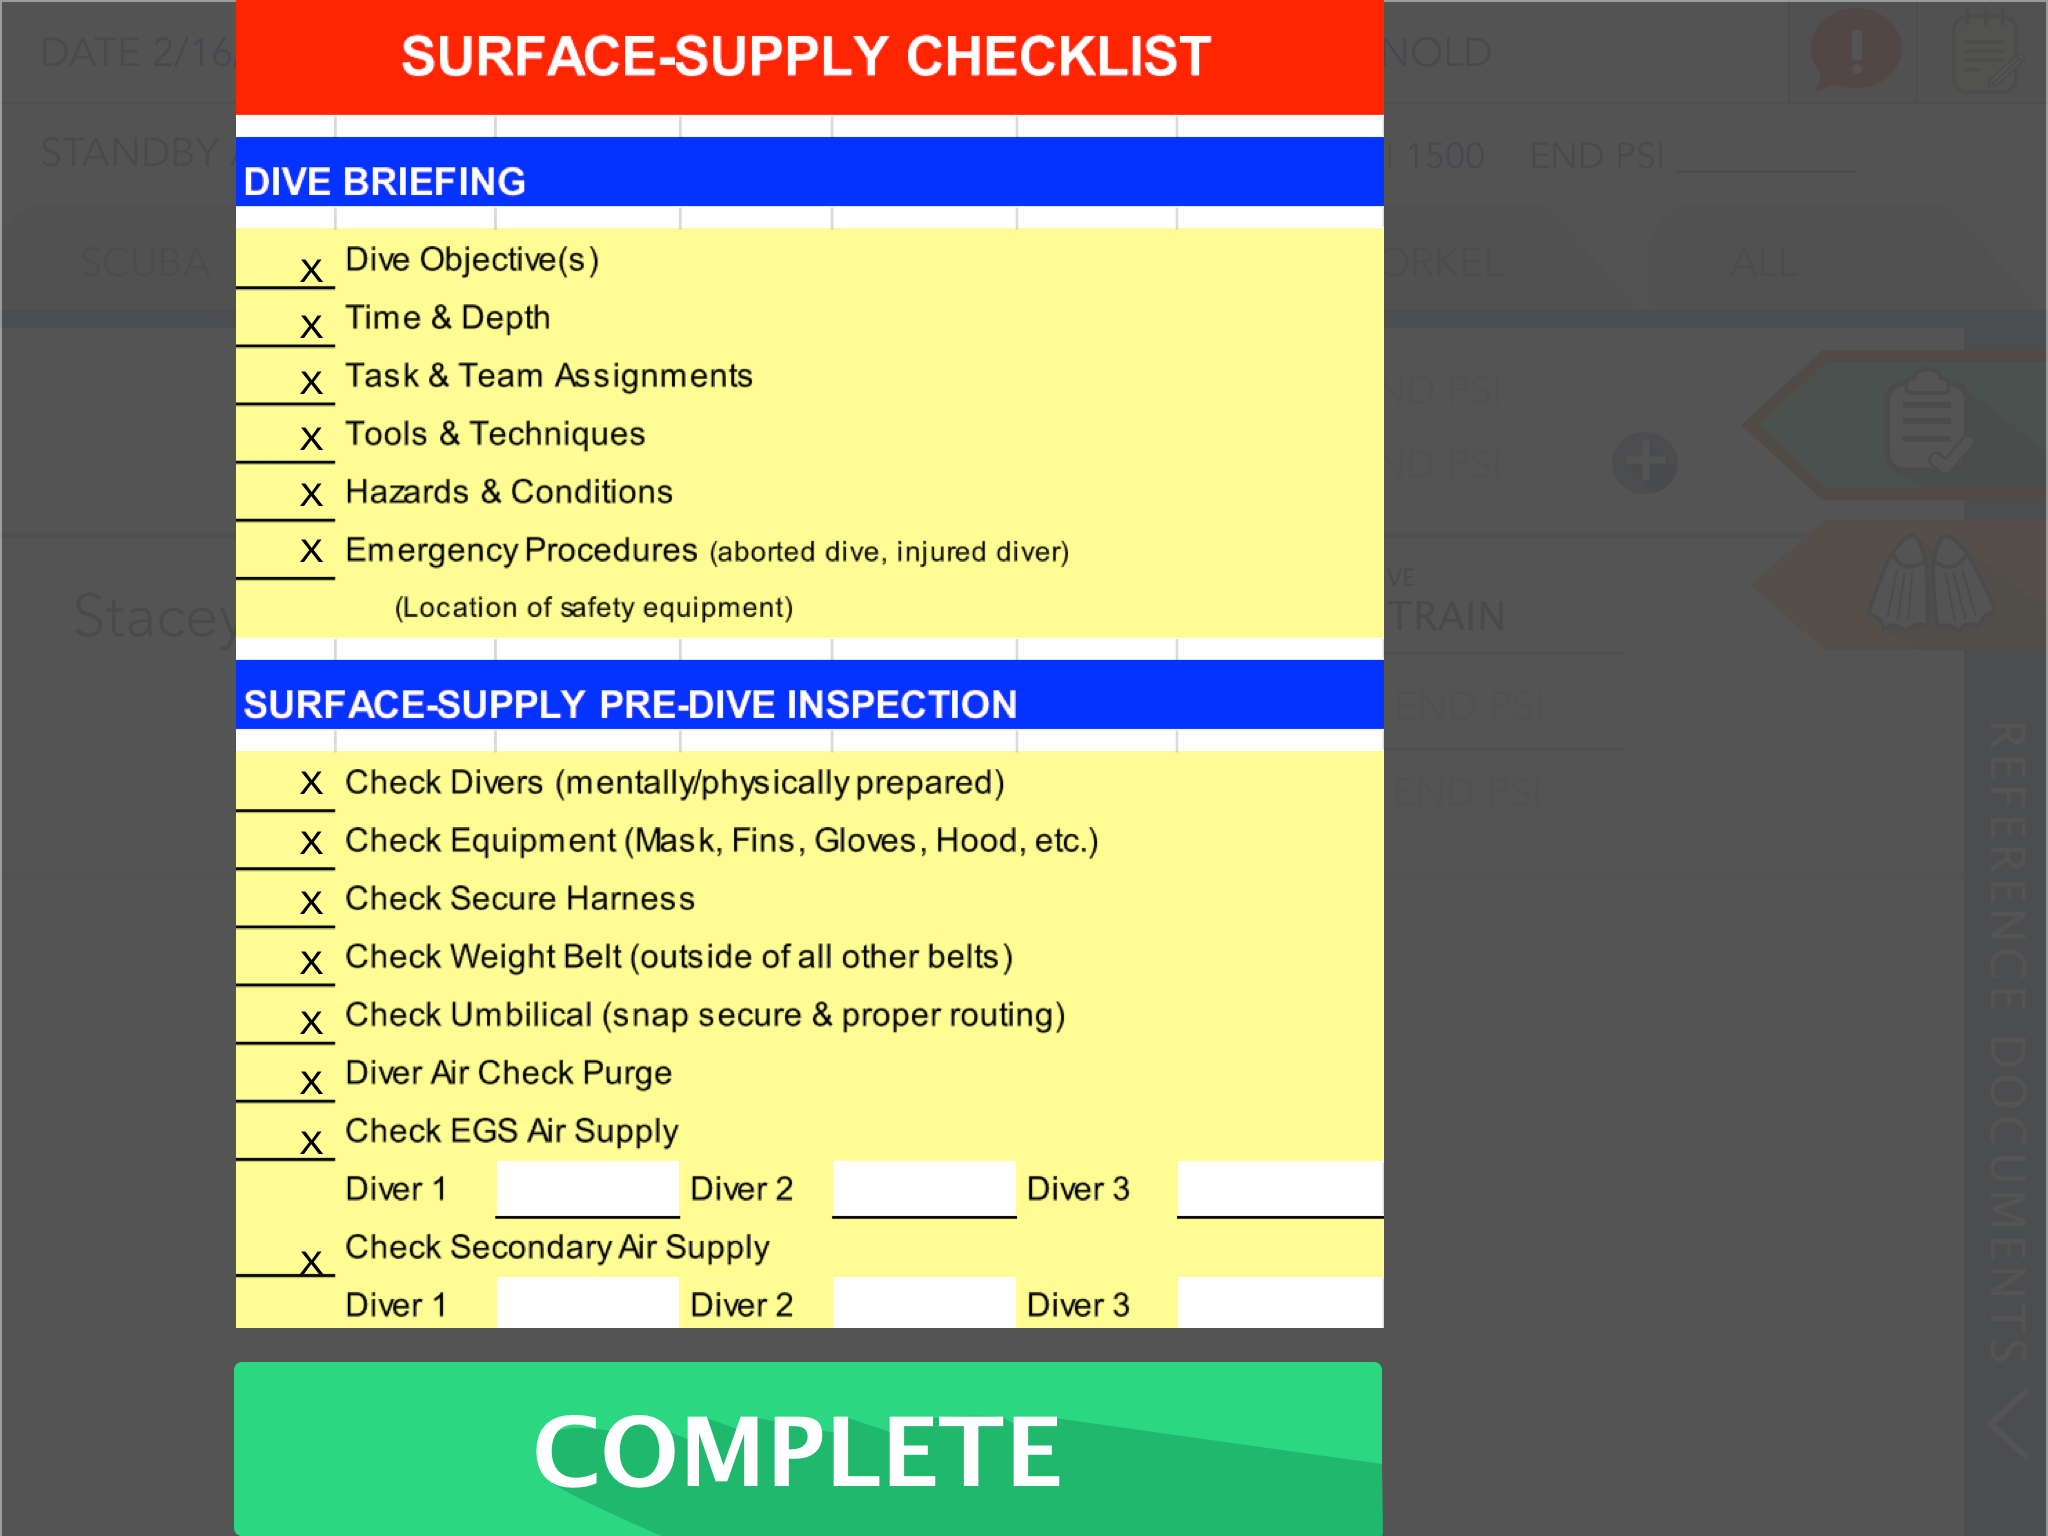 DATE 2/16
NOLD
STANDBY
1500 END PSI
SURFACE-SUPPLY CHECKLIST
DIVE BRIEFING
SCUBA
ORKEL
ALL
x Dive Objective(s)
x Time & Depth
x Task & Team Assignments
ND PSI
x Tools & Techniques
ND PSI
x Hazards & Conditions
x Emergency Procedures (aborted dive, injured diver)
(Location of safety equipment)
Stacey
VE
TRAIN
SURFACE-SUPPLY PRE-DIVE INSPECTION
END PSI
x Check Divers (mentally/physically prepared)
END PSI
x Check Equipment (Mask, Fins, Gloves, Hood, etc.)
x Check Secure Harness
x Check Weight Belt (outside of all other belts)
x Check Umbilical (snap secure & proper routing)
x Diver Air Check Purge
x Check EGS Air Supply
Diver 1 Diver 2 Diver 3
x Check Secondary Air Supply
Diver 1 Diver 2 Diver 3
COMPLETE
REFERENCE DOCUMENTS